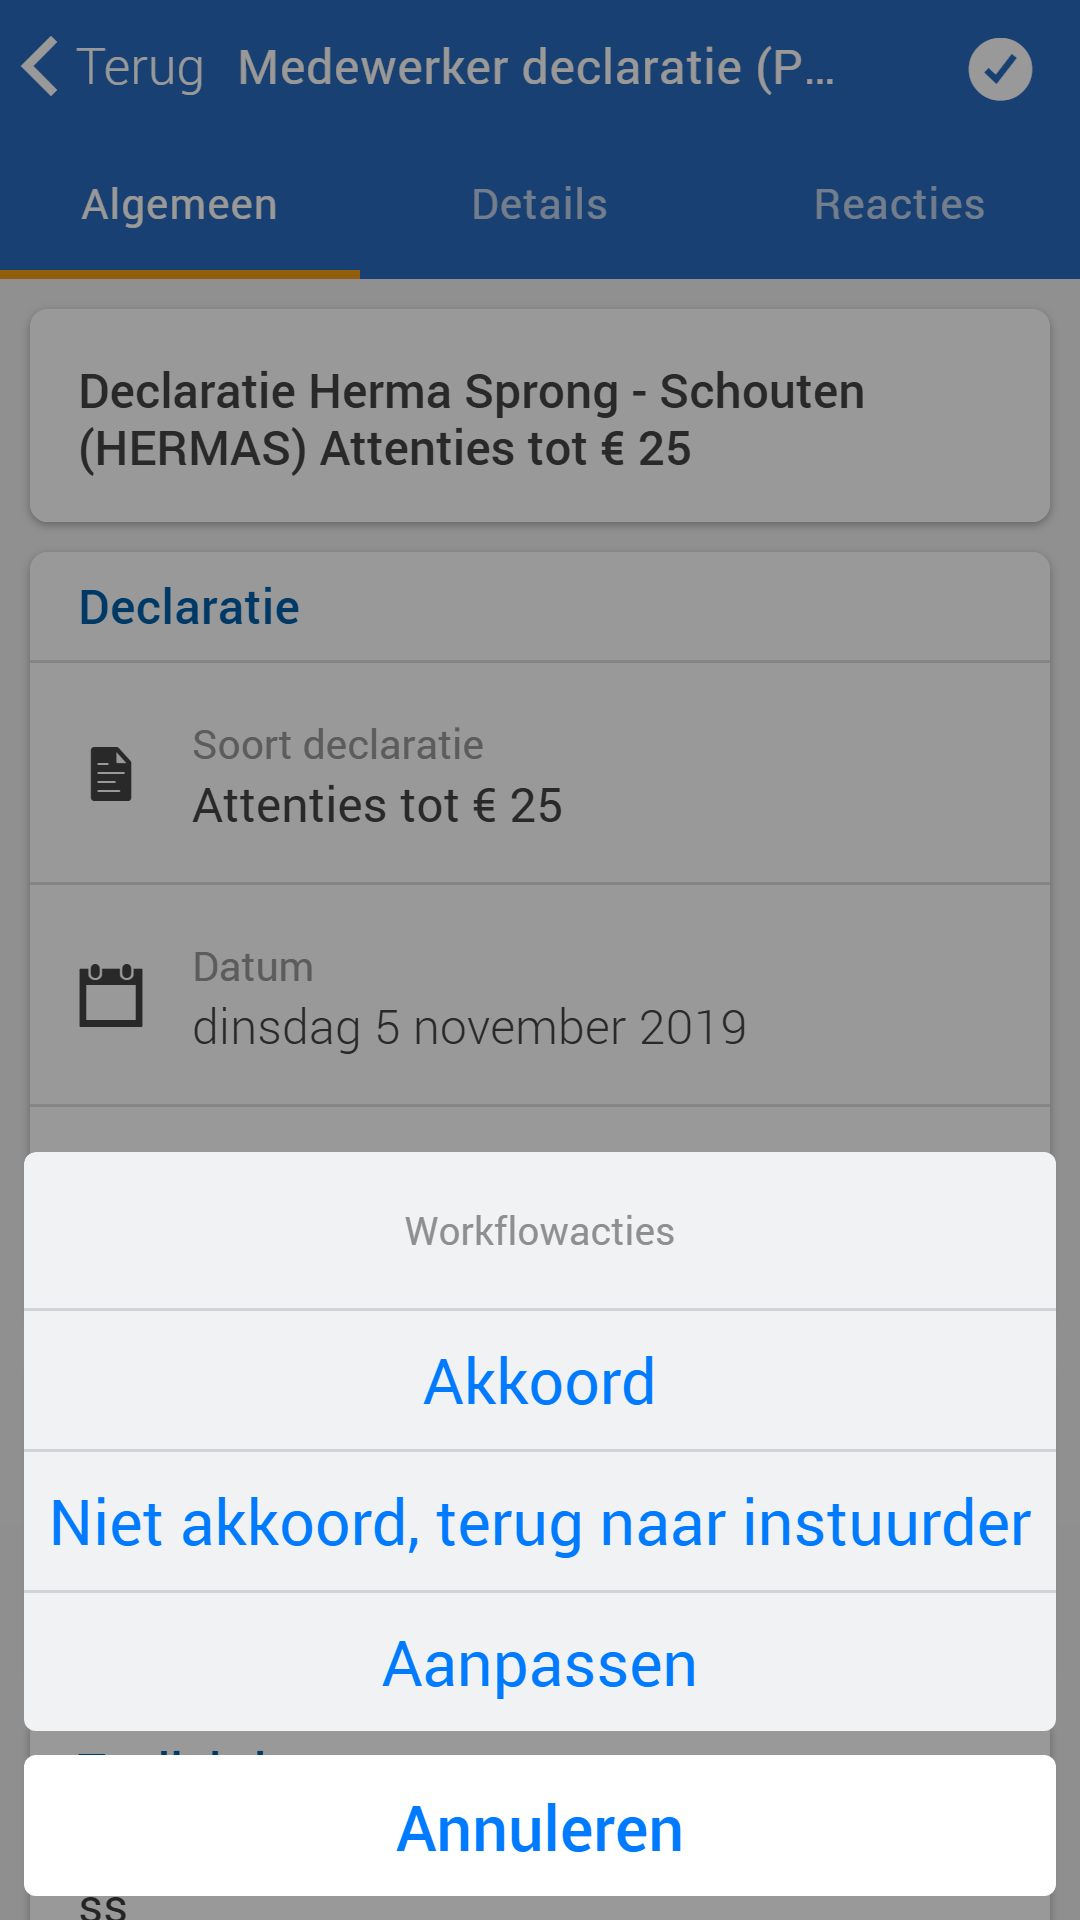 Terug Medewerker declaratie (P...
Algemeen Details Reacties
Declaratie Herma Sprong - Schouten
(HERMAS) Attenties tot € 25
Declaratie
Soort declaratie
Attenties tot € 25
Datum
dinsdag 5 november 2019
Workflowacties
Akkoord
Niet akkoord, terug naar instuurder
Aanpassen
Annuleren
ss